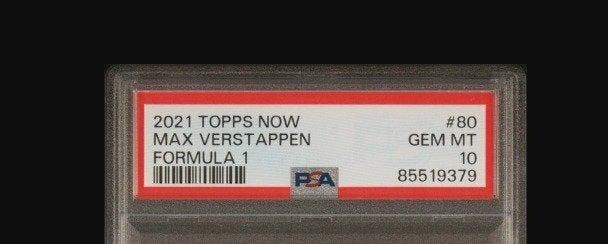 2021 TOPPS NOW #80
MAX VERSTAPPEN GEM MT
FORMULA 1 10
PSA 85519379